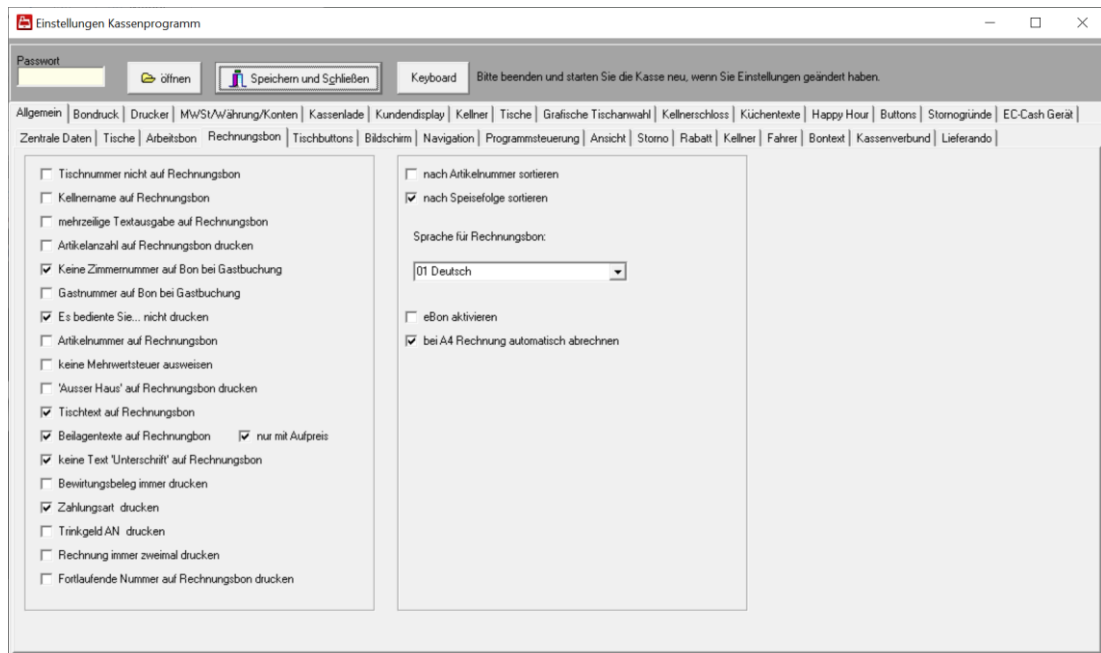 Einstellungen Kassenprogramm
Passwort
öffnen
Speichern und Schließen
Keyboard
Bitte beenden und starten Sie die Kasse neu, wenn Sie Einstellungen geändert haben.
Allgemein Bondruck Drucker MWSt/Währung/Konten Kassenlade Kundendisplay Kellner Tische Grafische Tischanwahl Kellnerschloss Küchentexte Happy Hour Buttons Stornogründe EC-Cash Gerät
Zentrale Daten Tische Arbeitsbon Rechnungsbon Tischbuttons Bildschirm Navigation Programmsteuerung Ansicht Storno Rabatt Kellner Fahrer Bontext Kassenverbund Lieferando
Tischnummer nicht auf Rechnungsbon
Kellnername auf Rechnungsbon
mehrzeilige Textausgabe auf Rechnungsbon
Artikelanzahl auf Rechnungsbon drucken
Keine Zimmernummer auf Bon bei Gastbuchung
Gastnummer auf Bon bei Gastbuchung
Es bediente Sie... nicht drucken
Artikelnummer auf Rechnungsbon
keine Mehrwertsteuer ausweisen
'Ausser Haus' auf Rechnungsbon drucken
Tischtext auf Rechnungsbon
Beilagentexte auf Rechnungbon nur mit Aufpreis
keine Text 'Unterschrift' auf Rechnungsbon
Bewirtungsbeleg immer drucken
Zahlungsart drucken
Trinkgeld AN drucken
Rechnung immer zweimal drucken
Fortlaufende Nummer auf Rechnungsbon drucken
nach Artikelnummer sortieren
nach Speisefolge sortieren
Sprache für Rechnungsbon:
01 Deutsch
eBon aktivieren
bei A4 Rechnung automatisch abrechnen